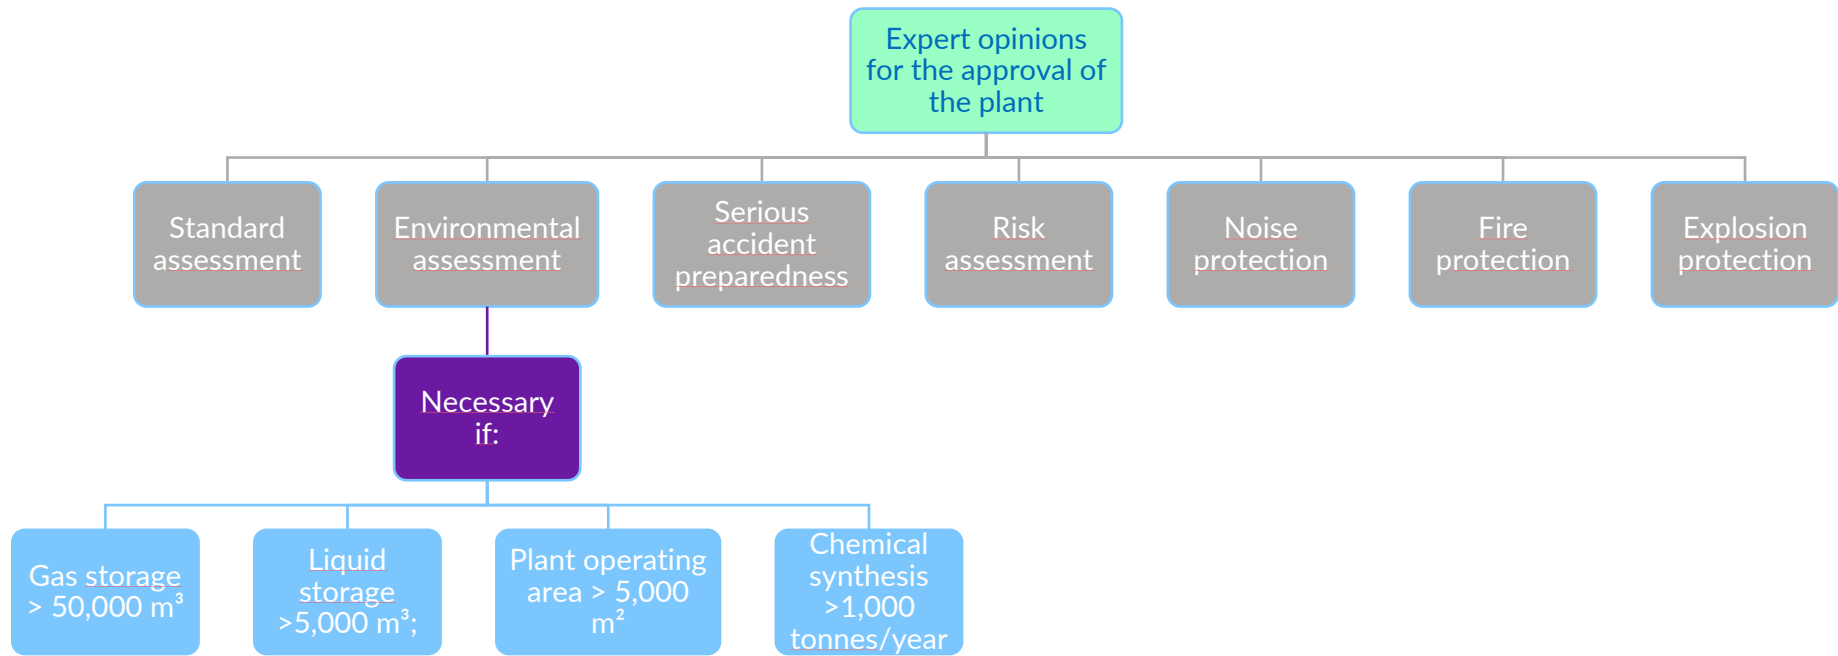 Expert opinions
for the approval of
the plant
Standard
assessment
Environmental
assessment
Serious
accident
preparedness
Risk
assessment
Noise
protection
Fire
protection
Explosion
protection
Necessary
if:
Gas storage
> 50,000 m³
Liquid
storage
>5,000 m³;
Plant operating
area > 5,000
m²
Chemical
synthesis
>1,000
tonnes/year